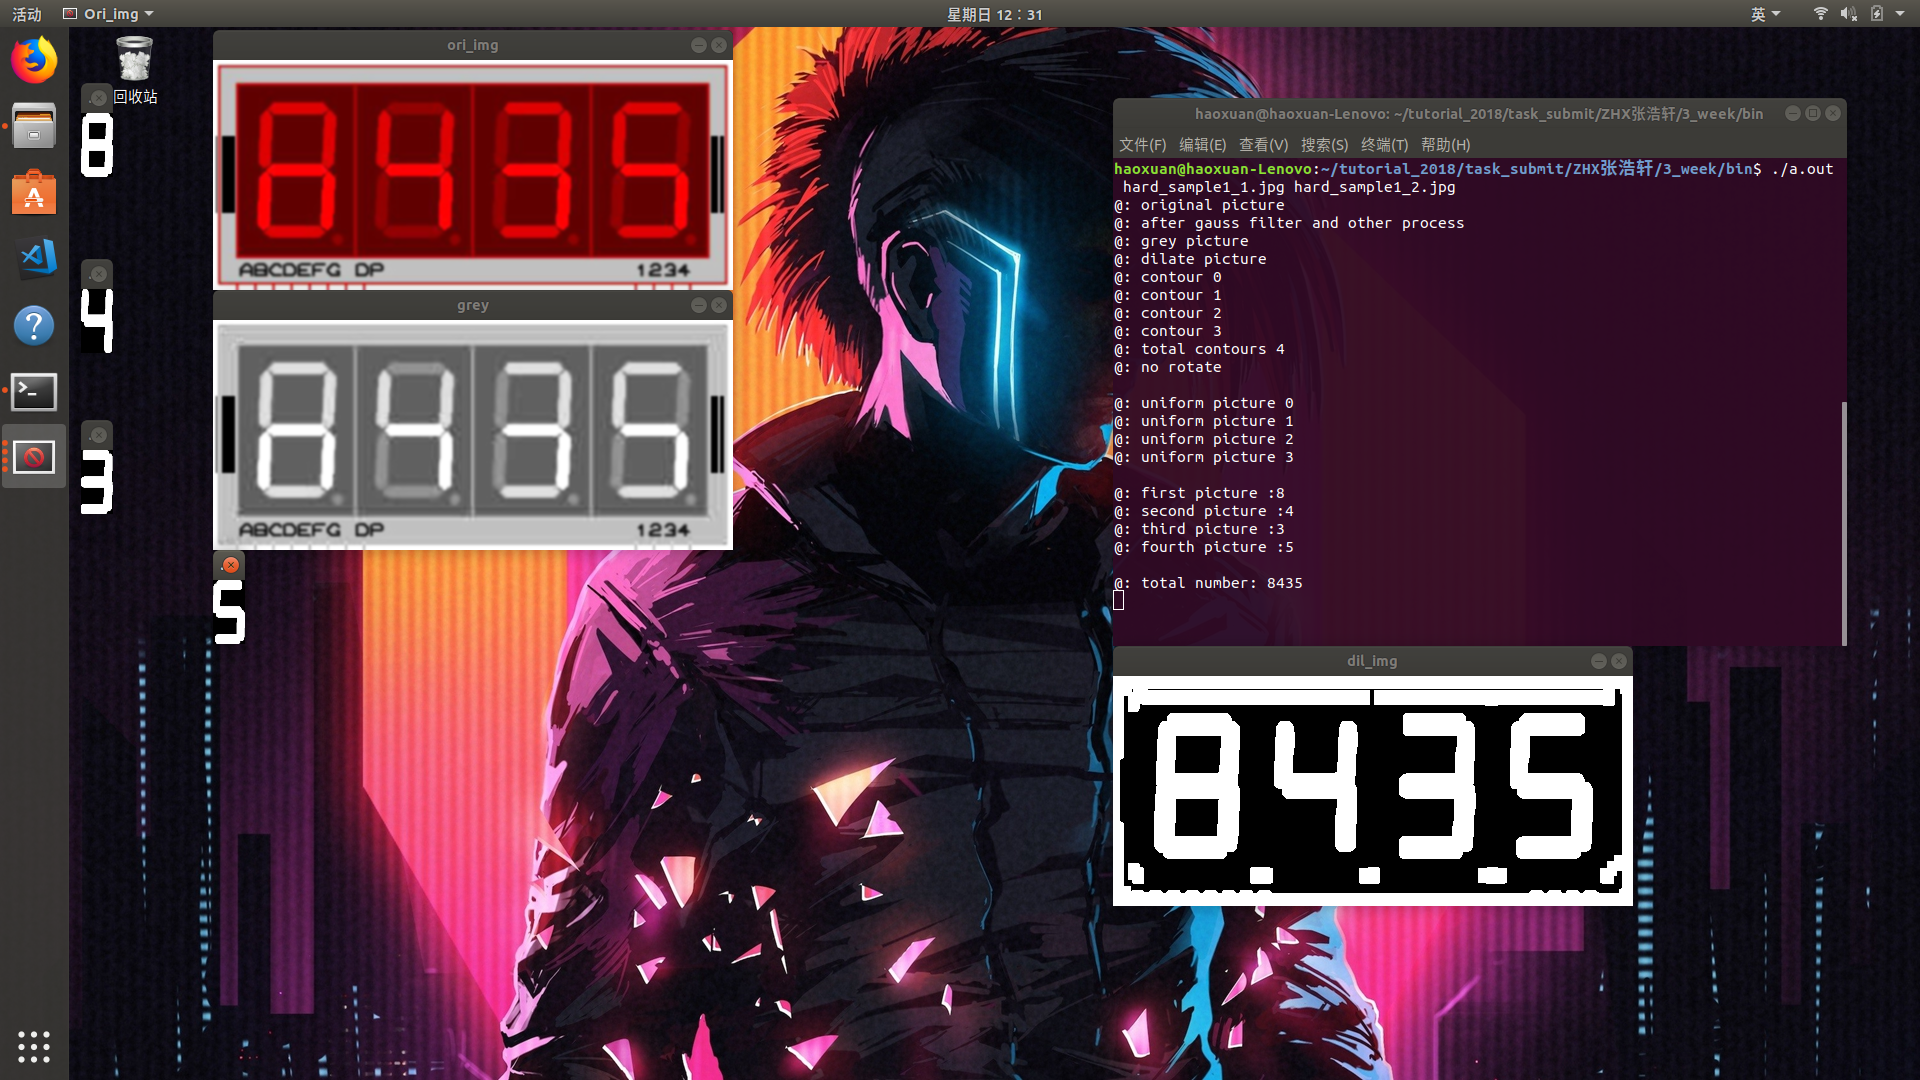 活动 Ori_img 星期日 12：31 英
回收站
8
4
3
5
ori_img
8435
ABCDEFG DP 1234
grey
8435
ABCDEFG DP 1234
haoxuan@haoxuan-Lenovo: ~/tutorial_2018/task_submit/ZHX张浩轩/3_week/bin
文件(F) 编辑(E) 查看(V) 搜索(S) 终端(T) 帮助(H)
haoxuan@haoxuan-Lenovo:~/tutorial_2018/task_submit/ZHX张浩轩/3_week/bin$ ./a.out
hard_sample1_1.jpg hard_sample1_2.jpg
@: original picture
@: after gauss filter and other process
@: grey picture
@: dilate picture
@: contour 0
@: contour 1
@: contour 2
@: contour 3
@: total contours 4
@: no rotate
@: uniform picture 0
@: uniform picture 1
@: uniform picture 2
@: uniform picture 3
@: first picture :8
@: second picture :4
@: third picture :3
@: fourth picture :5
@: total number: 8435
dil_img
8435